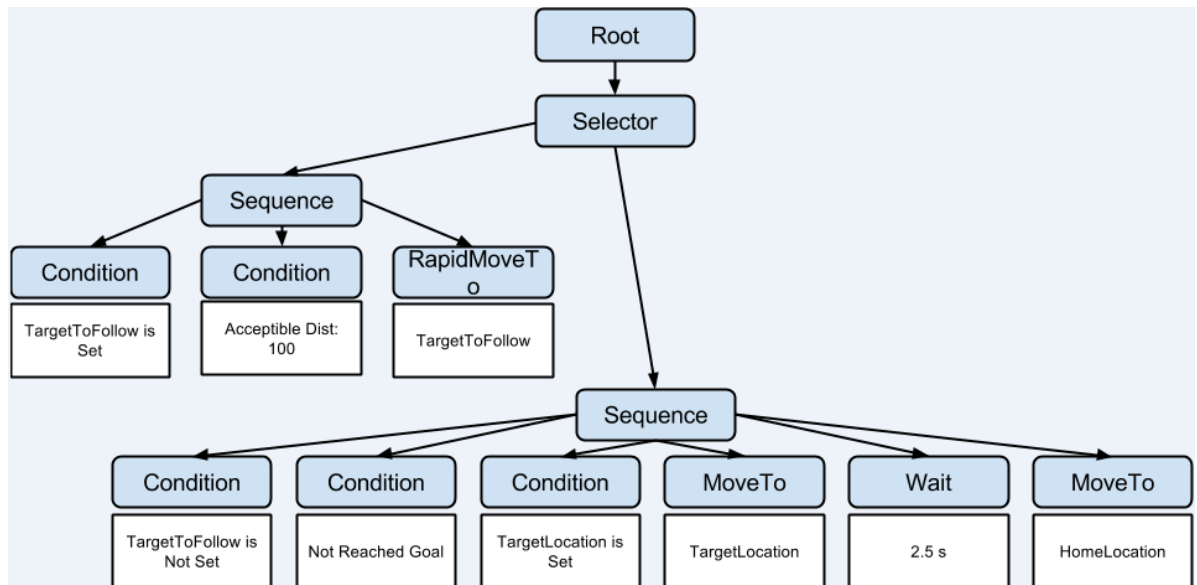 Root
Selector
Sequence
Condition
Condition
RapidMoveT
o
TargetToFollow is
Set
Acceptible Dist:
100
TargetToFollow
Sequence
Condition
Condition
Condition
MoveTo
Wait
MoveTo
TargetToFollow is
Not Set
Not Reached Goal
TargetLocation is
Set
TargetLocation
2.5 s
HomeLocation